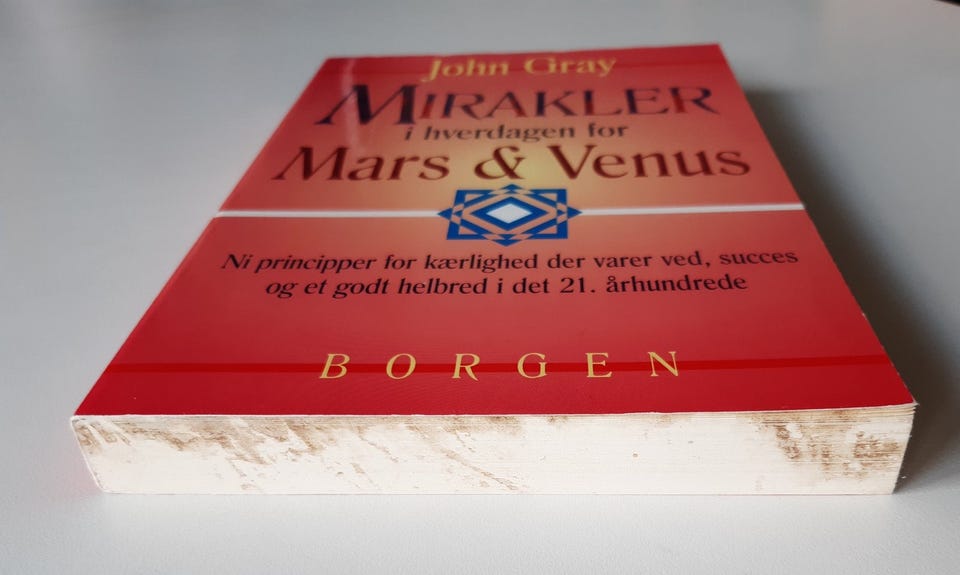 John Gray
MIRAKLER
i hverdagen for
Mars & Venus
Ni principper for kærlighed der varer ved, succes
og et godt helbred i det 21. århundrede
BORGEN